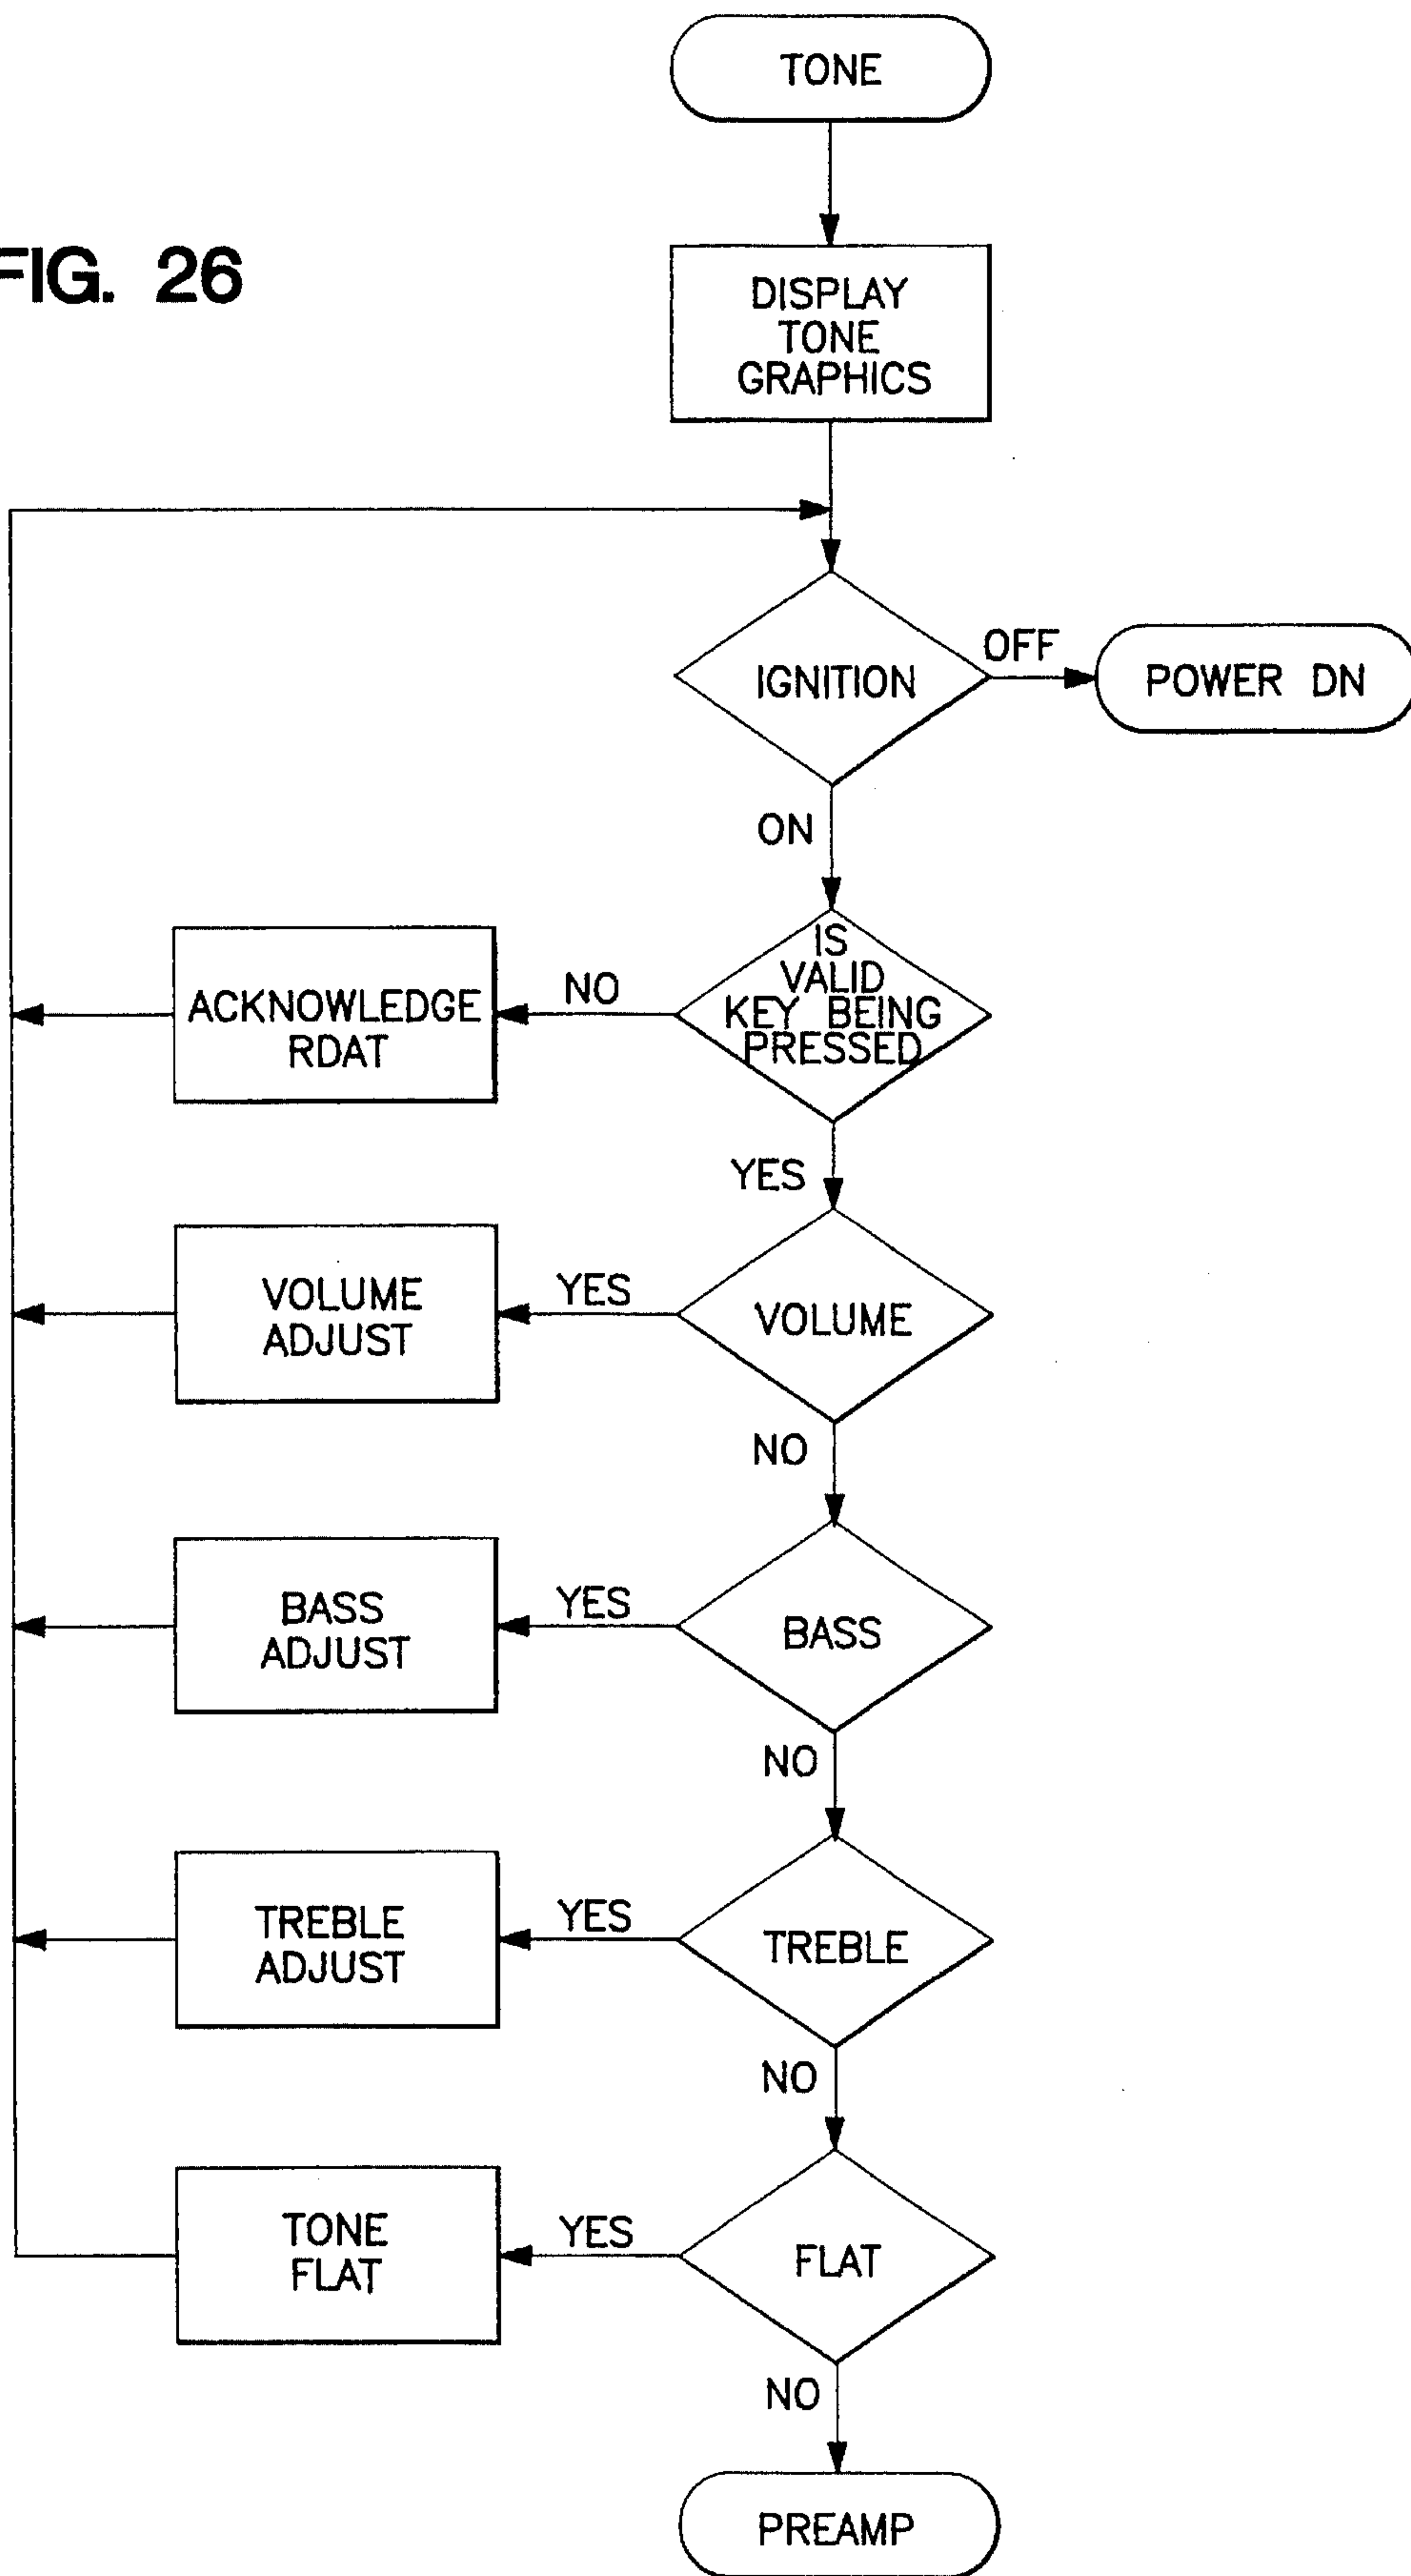 TONE
FIG. 26
DISPLAY
TONE
GRAPHICS
IGNITION
OFF
POWER DN
ON
IS
VALID
KEY BEING
PRESSED
NO
ACKNOWLEDGE
RDAT
YES
VOLUME
YES
VOLUME
ADJUST
NO
BASS
YES
BASS
ADJUST
NO
TREBLE
YES
TREBLE
ADJUST
NO
FLAT
YES
TONE
FLAT
NO
PREAMP